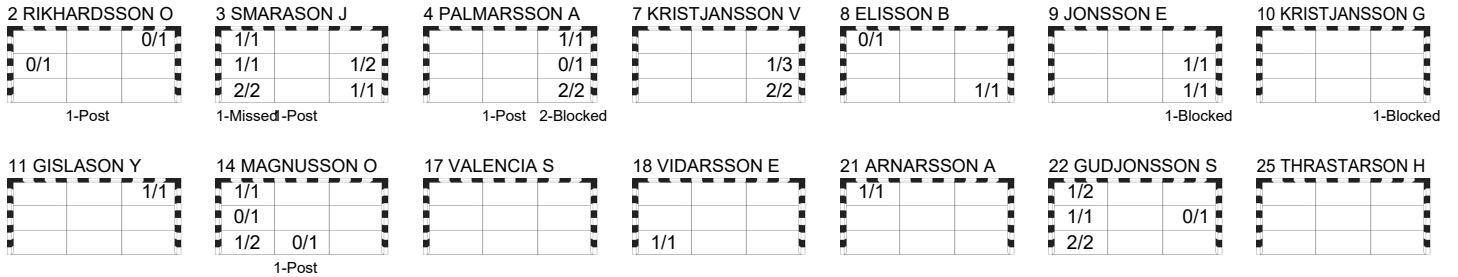 2 RIKHARDSSON O 3 SMARASON J 4 PALMARSSON A 7 KRISTJANSSON V 8 ELISSON B 9 JONSSON E 10 KRISTJANSSON G
0/1 1/1 1/1 0/1
0/1 1/1 1/2 0/1 1/3 1/1
2/2 1/1 2/2 2/2 1/1 1/1
1-Post 1-Missed 1-Post 1-Post 2-Blocked 1-Blocked 1-Blocked
11 GISLASON Y 14 MAGNUSSON O 17 VALENCIA S 18 VIDARSSON E 21 ARNARSSON A 22 GUDJONSSON S 25 THRASTARSON H
1/1 1/1 1/1 1/2
0/1 1/1 0/1
1/2 0/1 1/1 2/2
1-Post